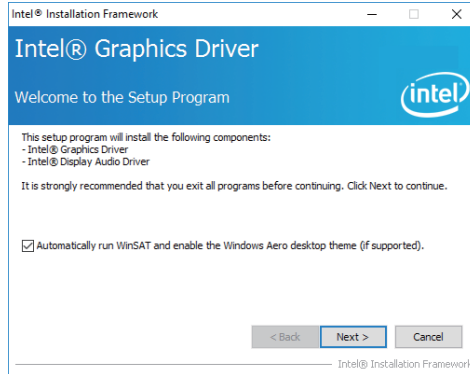 Intel® Installation Framework
Intel® Graphics Driver
Welcome to the Setup Program
intel
This setup program will install the following components:
- Intel® Graphics Driver
- Intel® Display Audio Driver
It is strongly recommended that you exit all programs before continuing. Click Next to continue.
Automatically run WinSAT and enable the Windows Aero desktop theme (if supported).
< Back Next > Cancel
Intel® Installation Framework